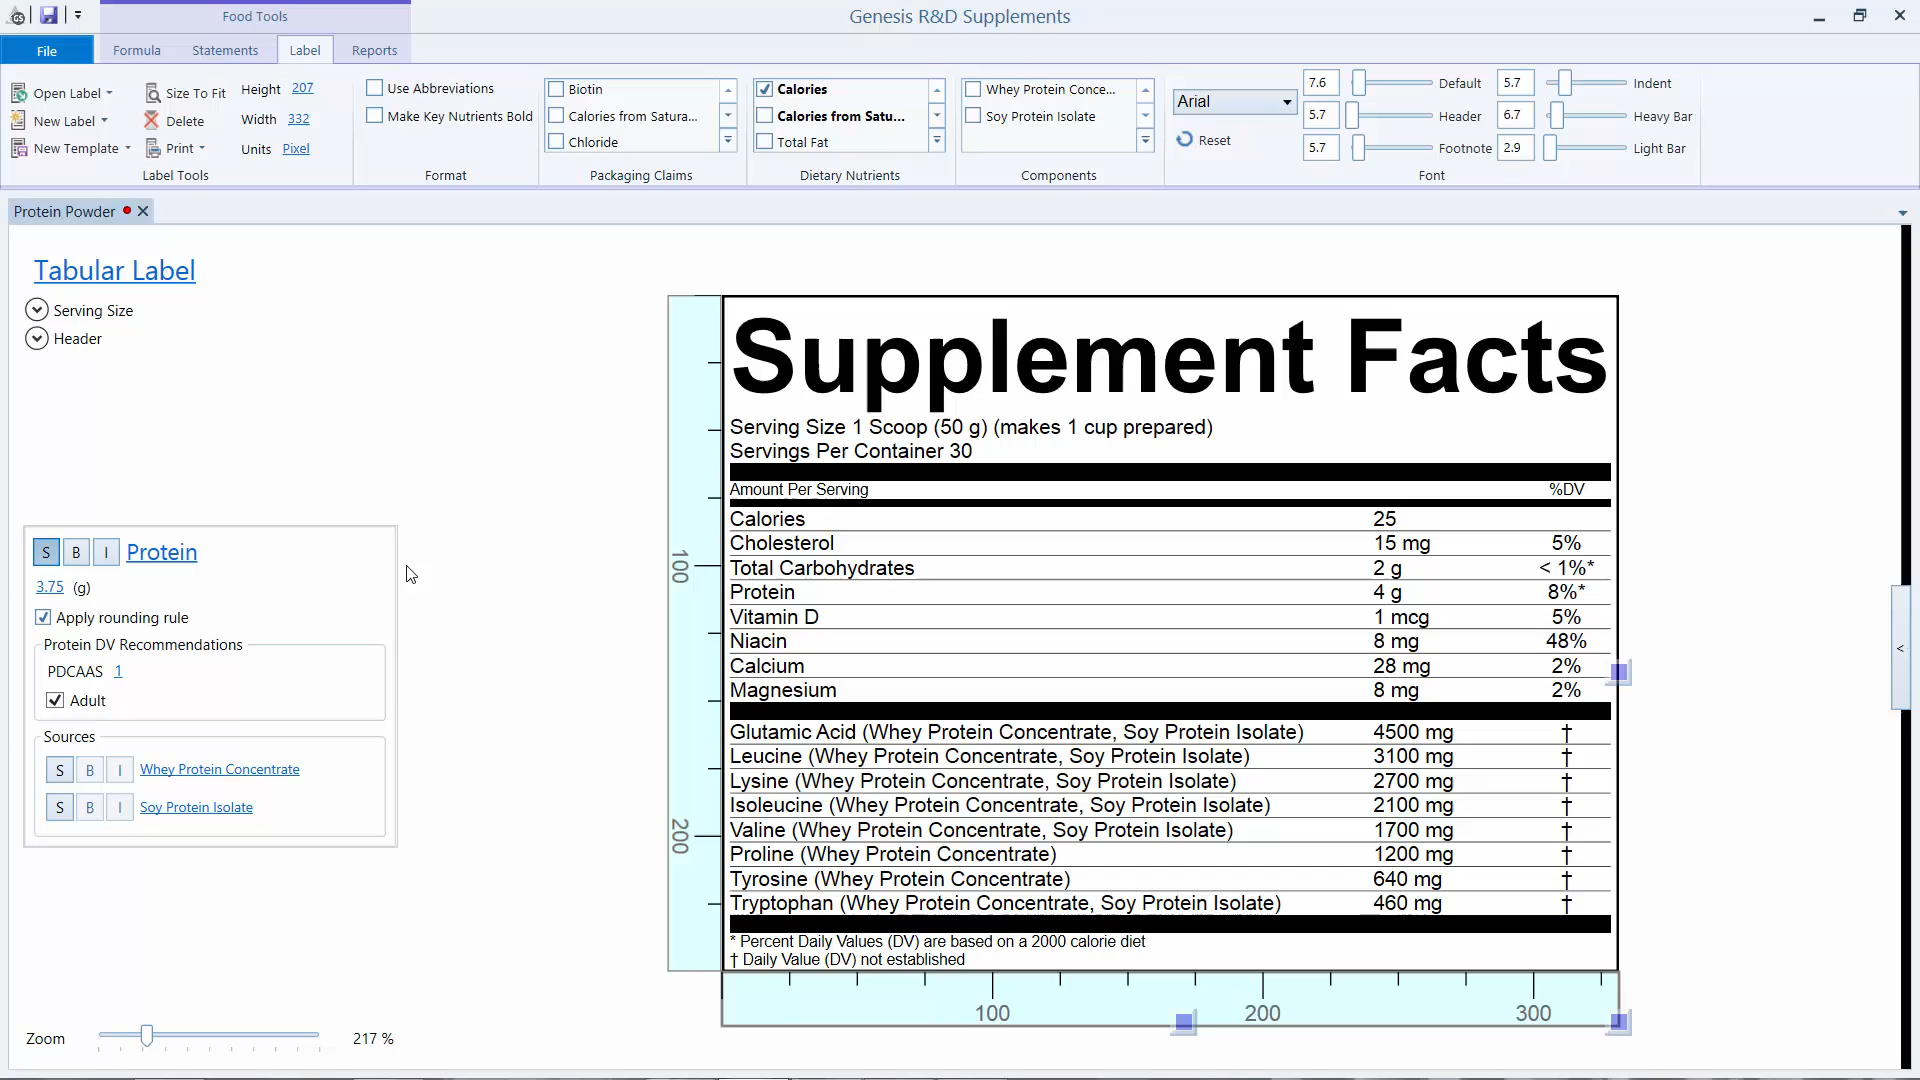 GS
Food Tools
Genesis R&D Supplements
File
Formula
Statements
Label
Reports
Open Label
Size To Fit
Height 207
New Label
Delete
Width 332
New Template
Print
Units Pixel
Label Tools
Use Abbreviations
Make Key Nutrients Bold
Format
Biotin
Calories from Satura...
Chloride
Packaging Claims
Calories
Calories from Satu...
Total Fat
Dietary Nutrients
Whey Protein Conce...
Soy Protein Isolate
Components
Arial
Reset
7.6 Default
5.7 Header
5.7 Footnote
5.7 Indent
6.7 Heavy Bar
2.9 Light Bar
Font
Protein Powder
Tabular Label
Serving Size
Header
S B I Protein
3.75 (g)
Apply rounding rule
Protein DV Recommendations
PDCAAS 1
Adult
Sources
S B I Whey Protein Concentrate
S B I Soy Protein Isolate
Zoom 217 %
Supplement Facts
Serving Size 1 Scoop (50 g) (makes 1 cup prepared)
Servings Per Container 30
Amount Per Serving %DV
Calories 25
Cholesterol 15 mg 5%
Total Carbohydrates 2 g < 1%*
Protein 4 g 8%*
Vitamin D 1 mcg 5%
Niacin 8 mg 48%
Calcium 28 mg 2%
Magnesium 8 mg 2%
Glutamic Acid (Whey Protein Concentrate, Soy Protein Isolate) 4500 mg †
Leucine (Whey Protein Concentrate, Soy Protein Isolate) 3100 mg †
Lysine (Whey Protein Concentrate, Soy Protein Isolate) 2700 mg †
Isoleucine (Whey Protein Concentrate, Soy Protein Isolate) 2100 mg †
Valine (Whey Protein Concentrate, Soy Protein Isolate) 1700 mg †
Proline (Whey Protein Concentrate) 1200 mg †
Tyrosine (Whey Protein Concentrate) 640 mg †
Tryptophan (Whey Protein Concentrate, Soy Protein Isolate) 460 mg †
* Percent Daily Values (DV) are based on a 2000 calorie diet
† Daily Value (DV) not established
100
200
100 200 300
<